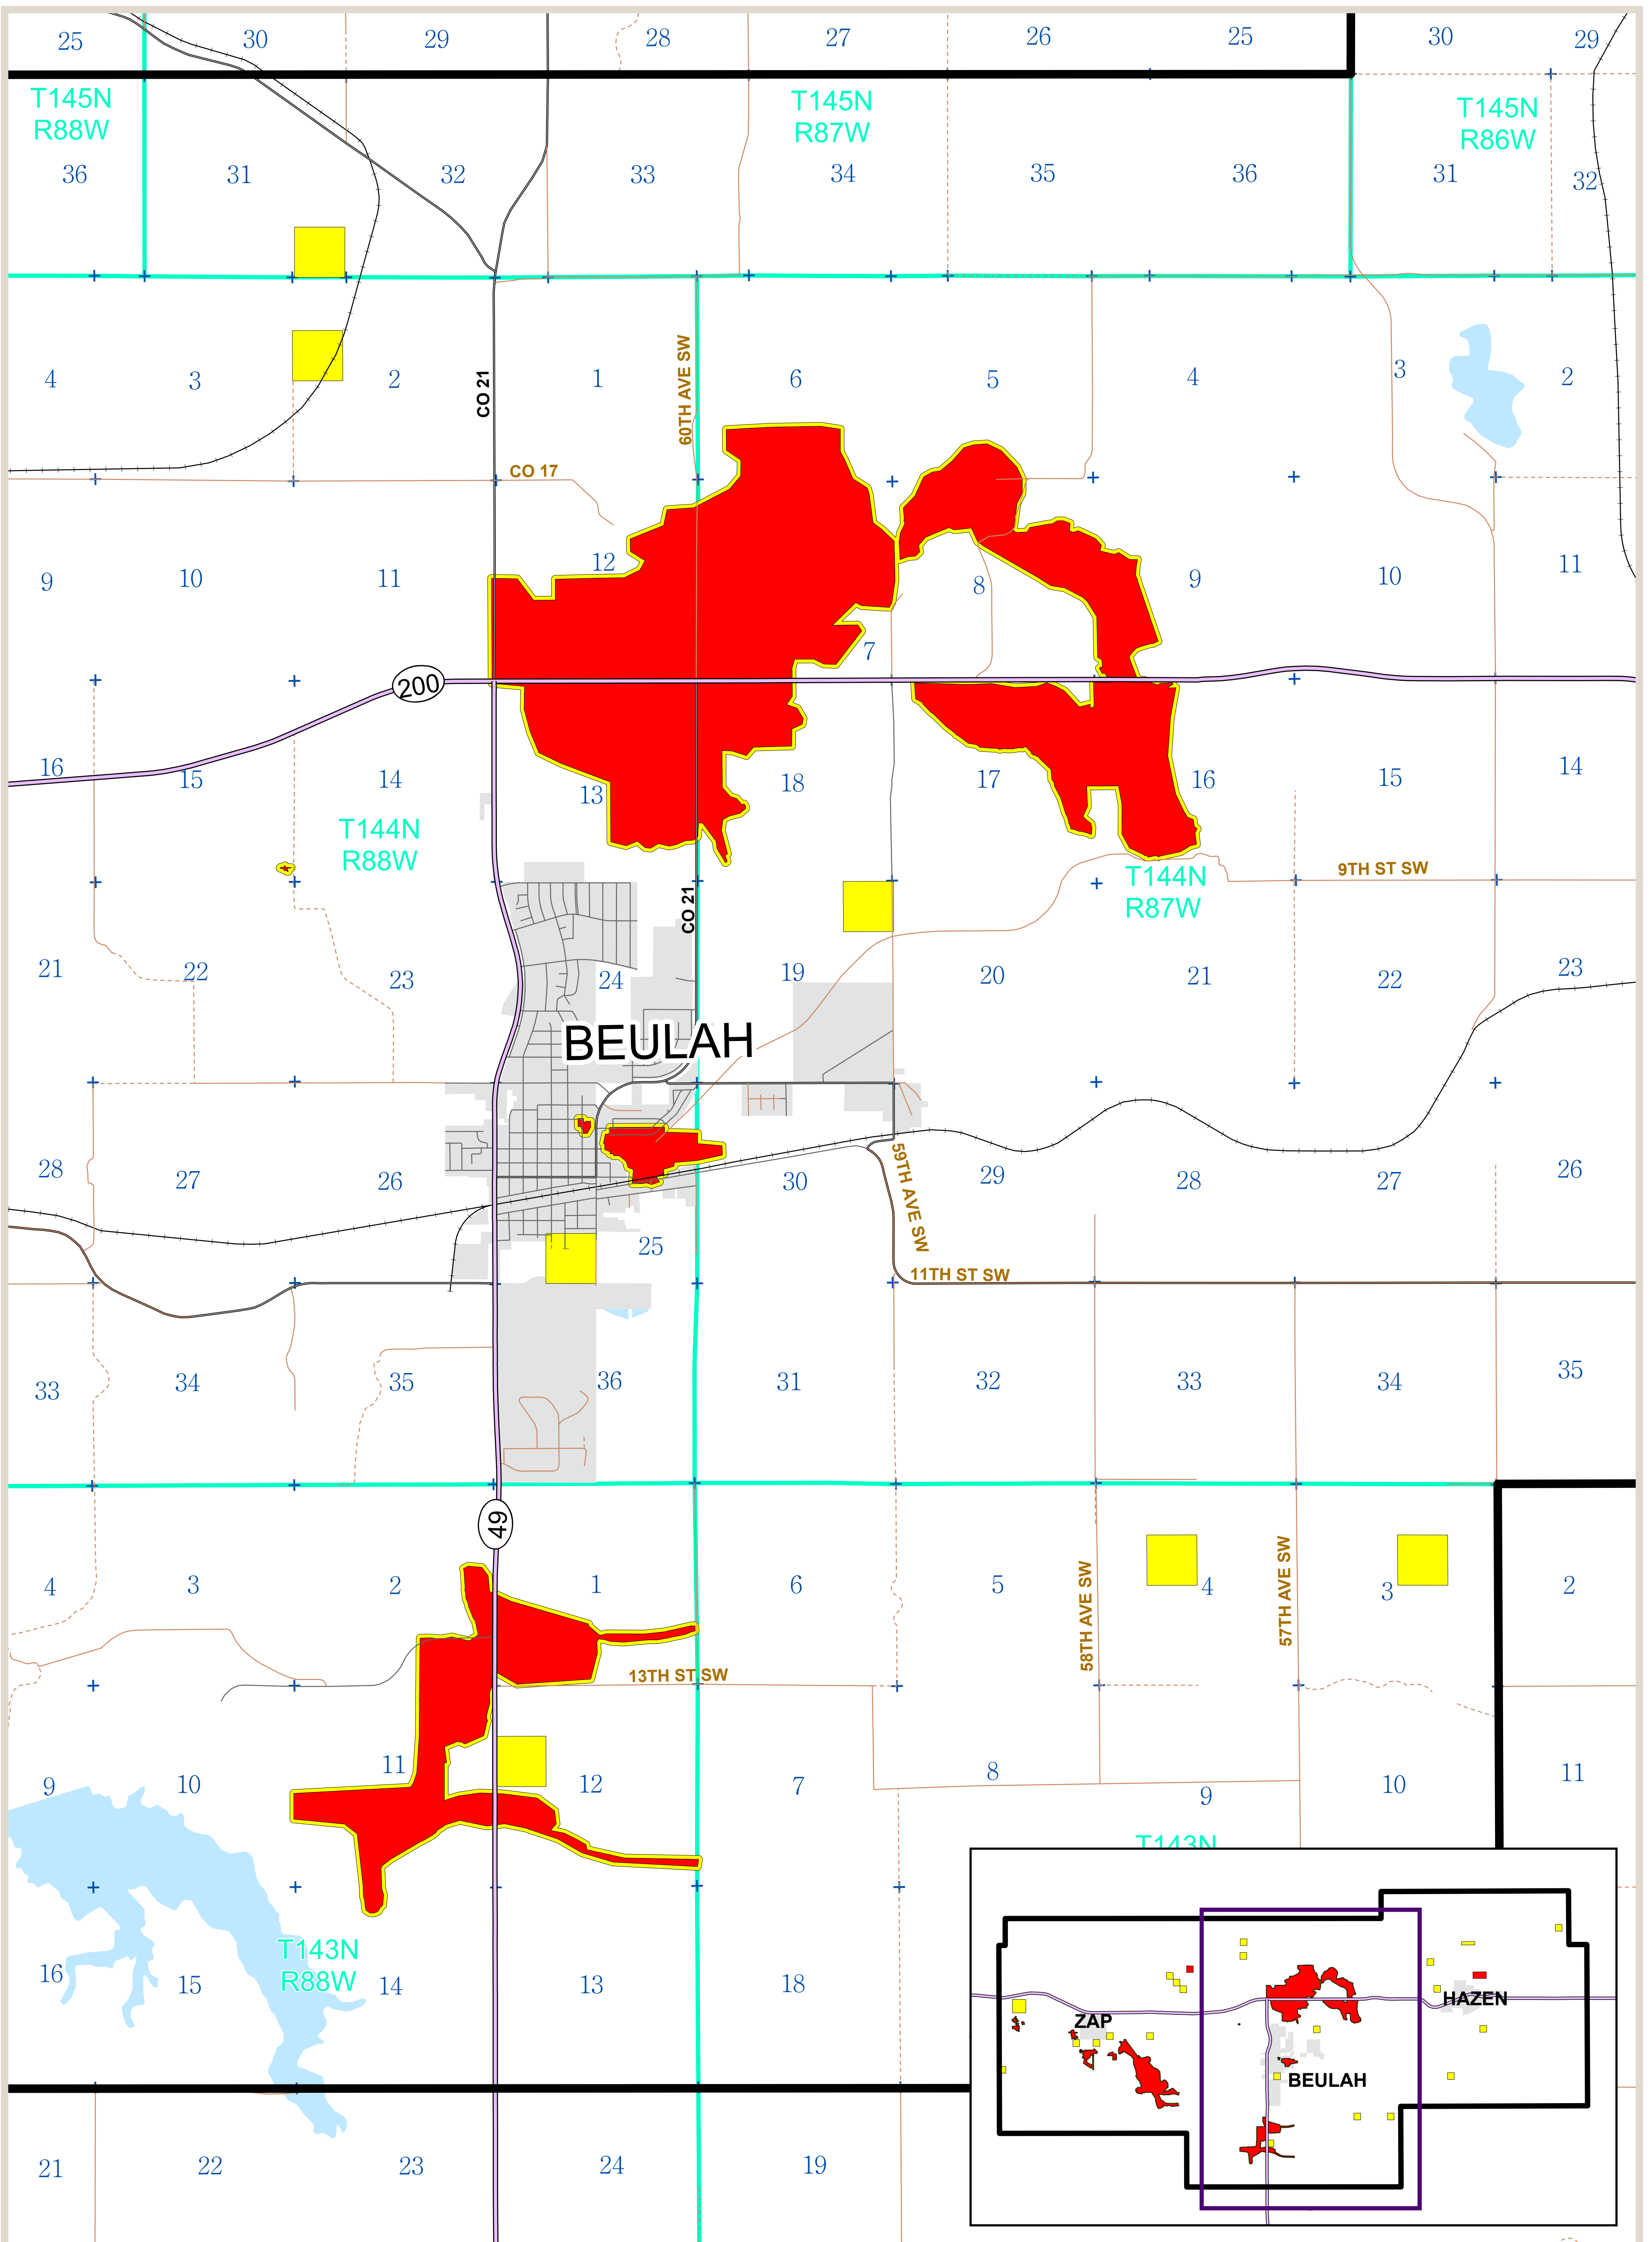 25 30 29 28 27 26 25 30 29
T145N T145N T145N
R88W R87W R86W
36 31 32 33 34 35 36 31 32
4 3 2 1 6 5 4 3 2
CO 21
60TH AVE SW
CO 17
9 10 11 12 7 8 9 10 11
200
16 15 14 13 18 17 16 15 14
T144N
R88W
T144N
R87W
9TH ST SW
CO 21
21 22 23 24 19 20 21 22 23
BEULAH
28 27 26 25 30 29 28 27 26
59TH AVE SW
11TH ST SW
33 34 35 36 31 32 33 34 35
49
4 3 2 1 6 5 4 3 2
58TH AVE SW
57TH AVE SW
13TH ST SW
9 10 11 12 7 8 9 10 11
T143N
16 15 14 13 18
T143N
R88W
ZAP
HAZEN
BEULAH
21 22 23 24 19